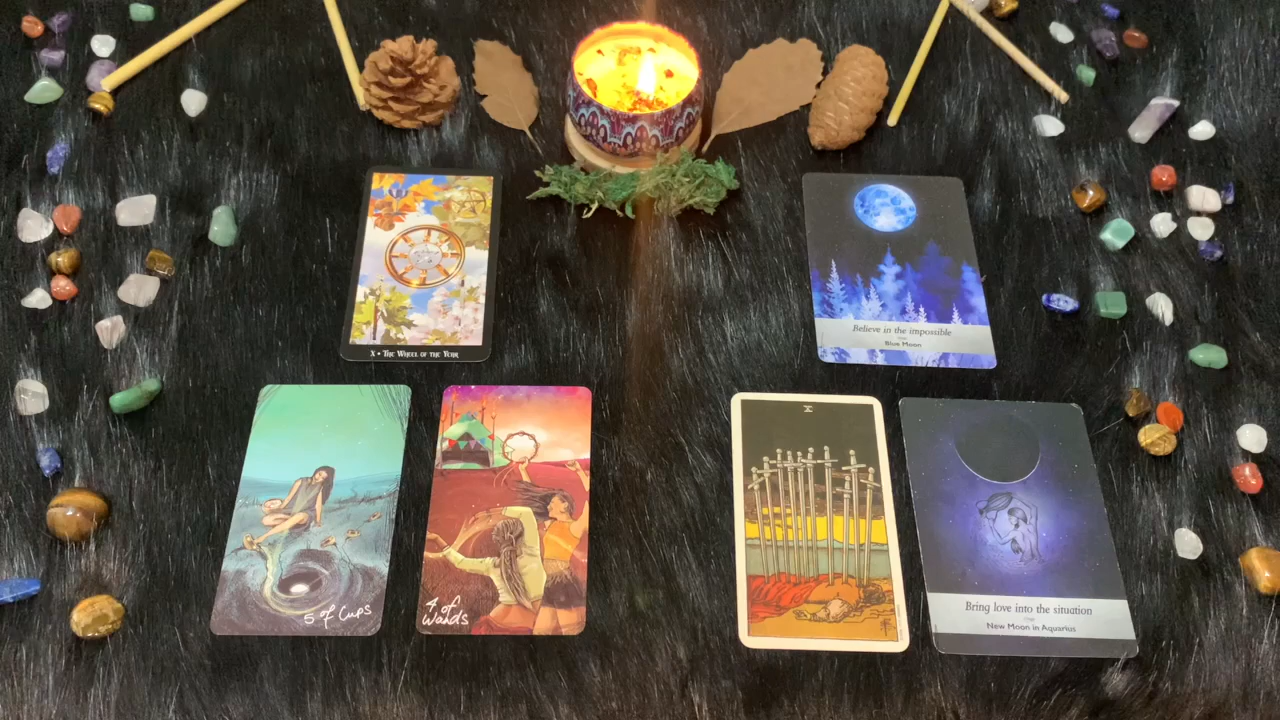 X • The Wheel of the Year
Believe in the impossible
Blue Moon
5 of Cups
4 of
Wands
X
Bring love into the situation
New Moon in Aquarius